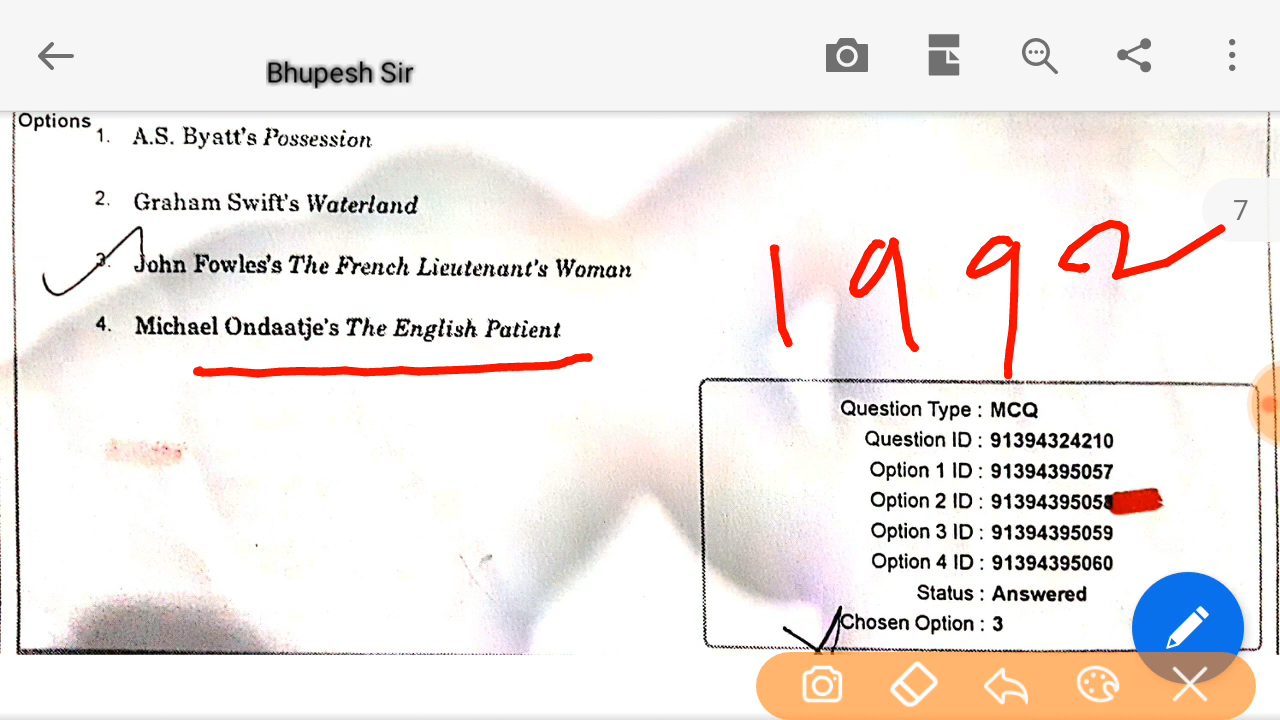 Bhupesh Sir
Options
1. A.S. Byatt's Possession
2. Graham Swift's Waterland
3. John Fowles's The French Lieutenant's Woman
4. Michael Ondaatje's The English Patient
7
1992
Question Type : MCQ
Question ID : 91394324210
Option 1 ID : 91394395057
Option 2 ID : 91394395058
Option 3 ID : 91394395059
Option 4 ID : 91394395060
Status : Answered
Chosen Option : 3